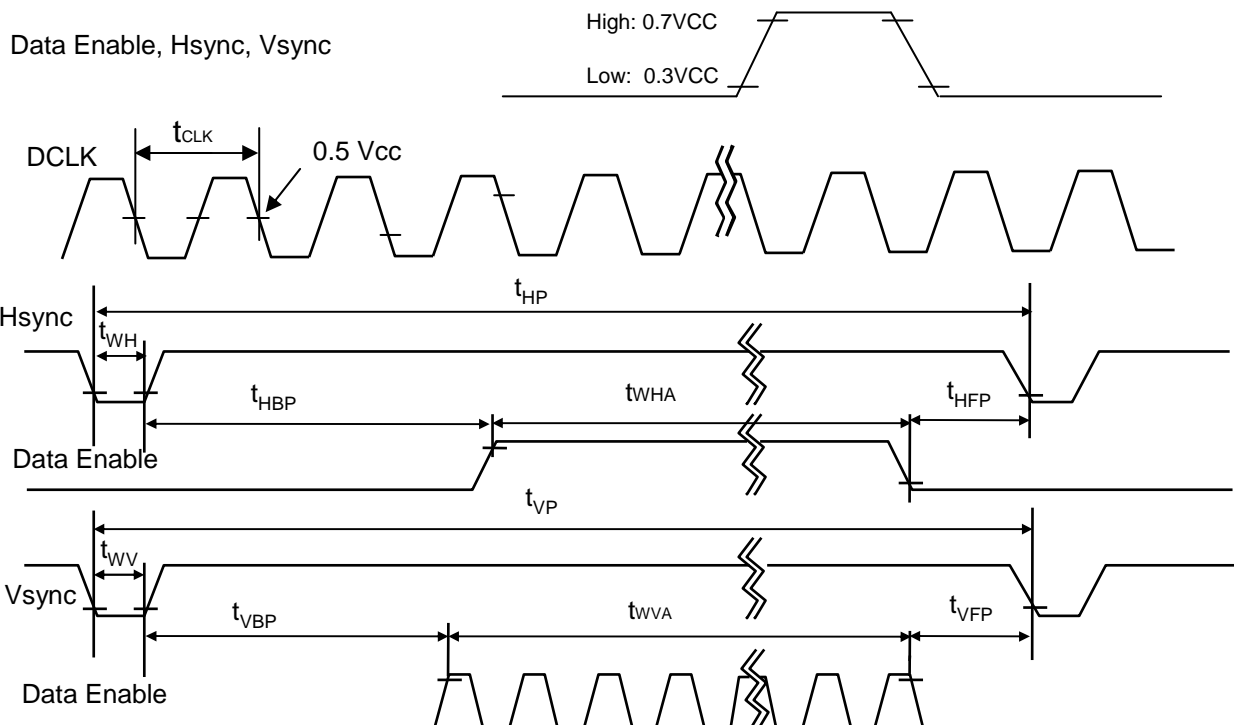 High: 0.7VCC
Data Enable, Hsync, Vsync
Low: 0.3VCC
tCLK
DCLK
0.5 Vcc
tHP
Hsync
tWH
tHBP
tWHA
tHFP
Data Enable
tVP
tWV
Vsync
tVBP
tWVA
tVFP
Data Enable